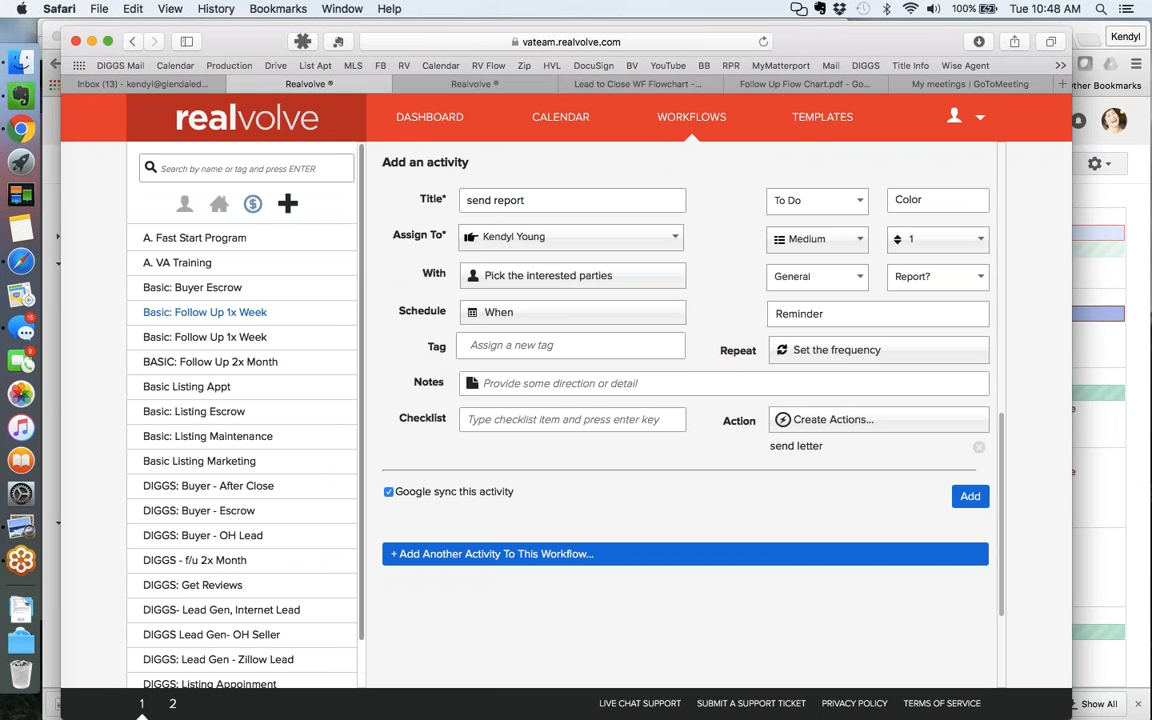 Safari File Edit View History Bookmarks Window Help 100% Tue 10:48 AM
vateam.realvolve.com Kendyl
DIGGS Mail Calendar Production Drive List Apt MLS FB RV Calendar RV Flow Zip HVL DocuSign BV YouTube BB RPR MyMatterport Mail DIGGS Title Info Wise Agent >>
Inbox (13) - kendyl@glendaled... Realvolve ® Realvolve ® Lead to Close WF Flowchart -... Follow Up Flow Chart.pdf - Go... My meetings | GoToMeeting + ther Bookmarks
realvolve DASHBOARD CALENDAR WORKFLOWS TEMPLATES
Search by name or tag and press ENTER
A. Fast Start Program
A. VA Training
Basic: Buyer Escrow
Basic: Follow Up 1x Week
Basic: Follow Up 1x Week
BASIC: Follow Up 2x Month
Basic Listing Appt
Basic: Listing Escrow
Basic: Listing Maintenance
Basic Listing Marketing
DIGGS: Buyer - After Close
DIGGS: Buyer - Escrow
DIGGS: Buyer - OH Lead
DIGGS - f/u 2x Month
DIGGS: Get Reviews
DIGGS- Lead Gen, Internet Lead
DIGGS Lead Gen- OH Seller
DIGGS: Lead Gen - Zillow Lead
DIGGS: Listing Appoinment
1 2
Add an activity
Title* send report To Do Color
Assign To* Kendyl Young Medium 1
With Pick the interested parties General Report?
Schedule When Reminder
Tag Assign a new tag Repeat Set the frequency
Notes Provide some direction or detail
Checklist Type checklist item and press enter key Action Create Actions...
send letter
Google sync this activity Add
+ Add Another Activity To This Workflow...
LIVE CHAT SUPPORT SUBMIT A SUPPORT TICKET PRIVACY POLICY TERMS OF SERVICE
Show All